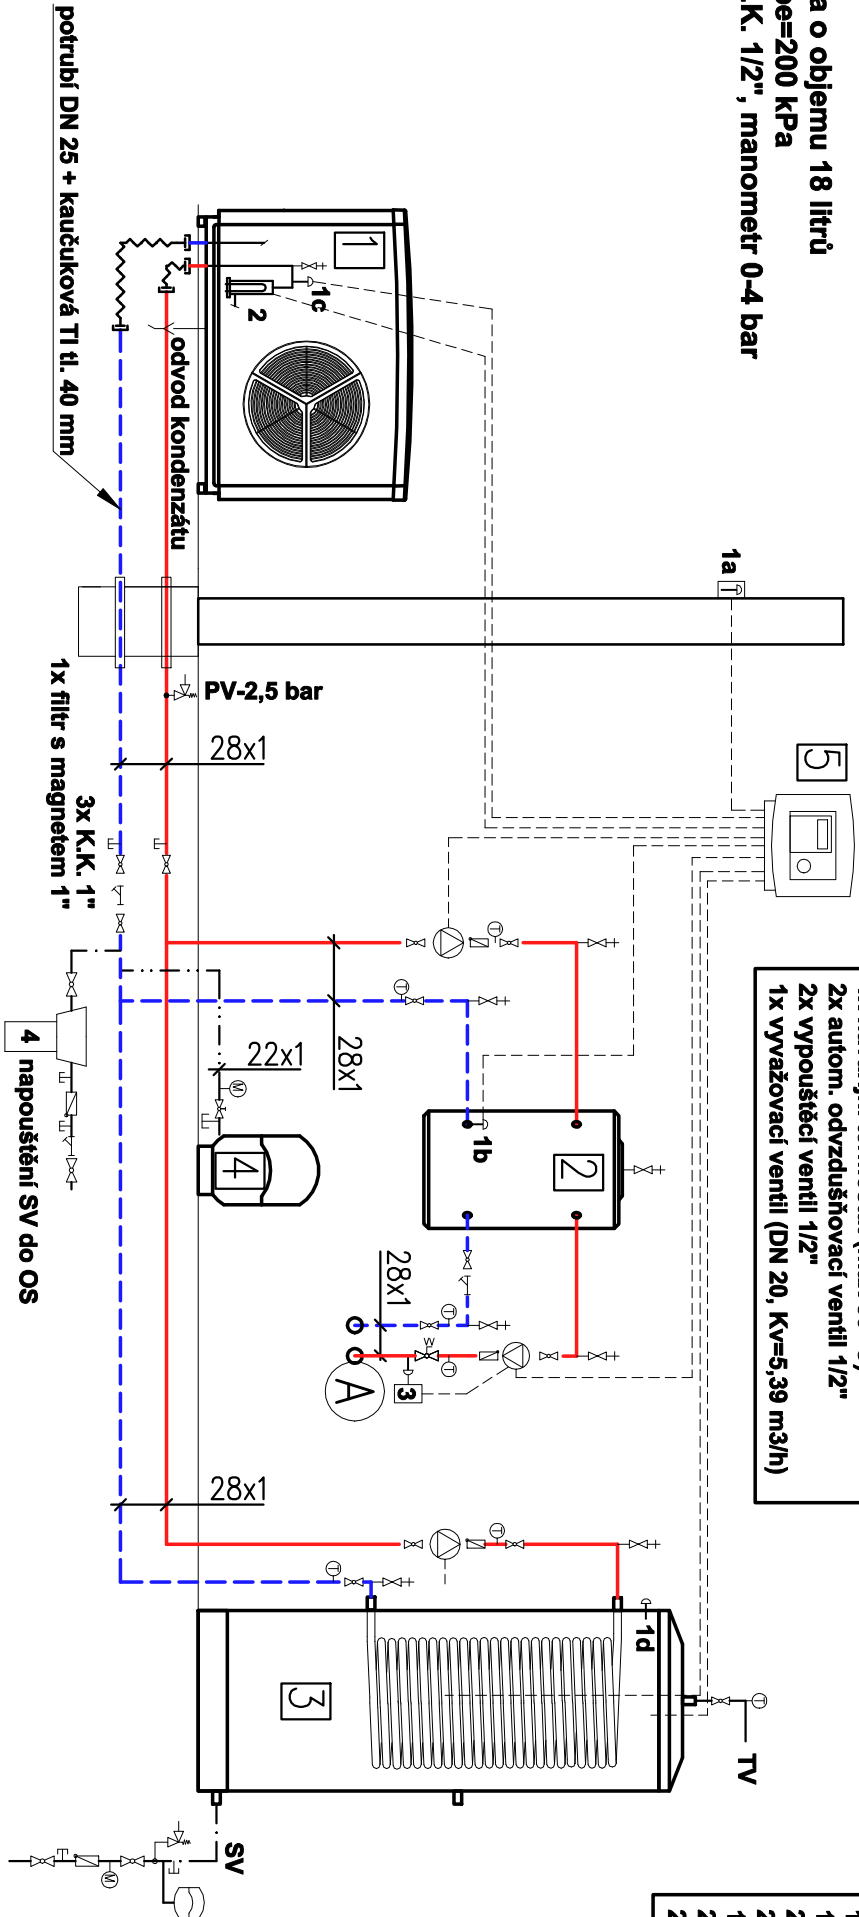 a o objemu 18 litrů
pe=200 kPa
K.K. 1/2", manometr 0-4 bar
2x autom. odvzdušňovací ventil 1/2"
2x vypouštěcí ventil 1/2"
1x vyvažovací ventil (DN 20, Kv=5,39 m3/h)
5
1a
T
1
1c
2
odvod kondenzátu
potrubí DN 25 + kaučuková TI tl. 40 mm
PV-2,5 bar
28x1
3x K.K. 1"
1x filtr s magnetem 1"
T
T
28x1
22x1
M
4
4
napouštění SV do OS
2
1b
28x1
T
T
3
A
28x1
T
T
1d
3
T
TV
SV
M